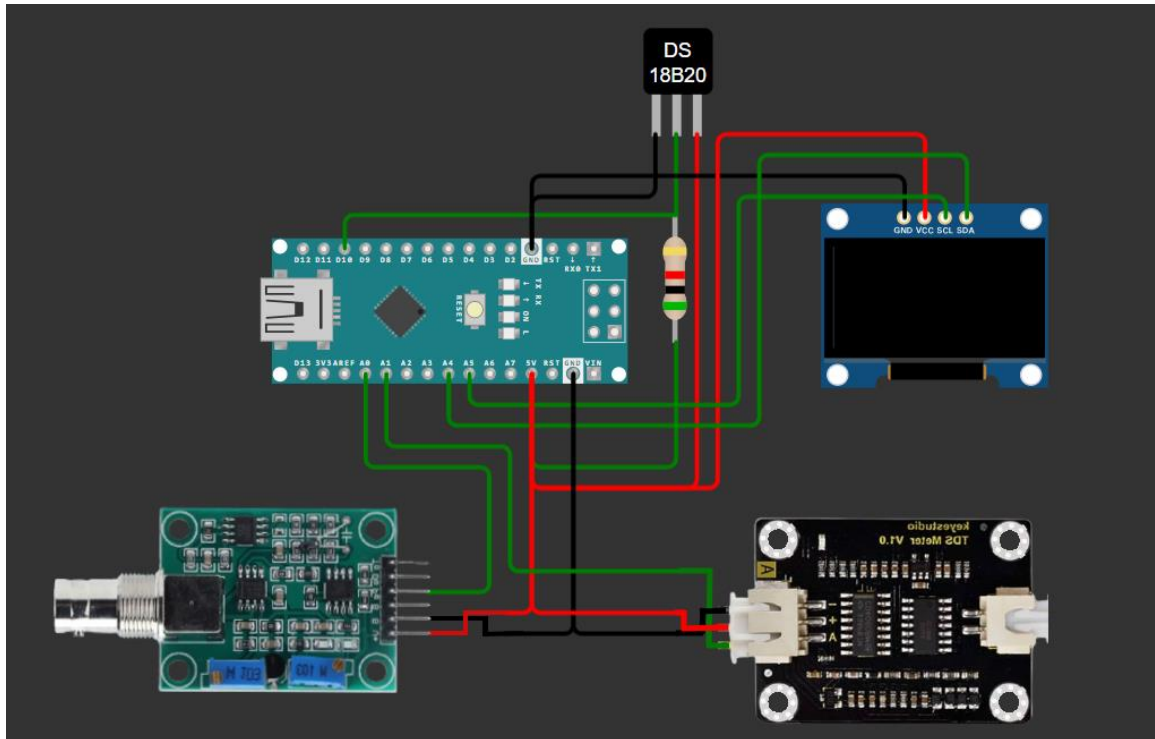 DS
18B20
GND VCC SCL SDA
D12 D11 D10 D9 D8 D7 D6 D5 D4 D3 D2 GND RST RX0 TX1
TX RX ON L
RESET
D13 3V3 AREF A0 A1 A2 A3 A4 A5 A6 A7 5V RST GND VIN
keyestudio
TDS Meter V1.0
A
-
+
A
W 103